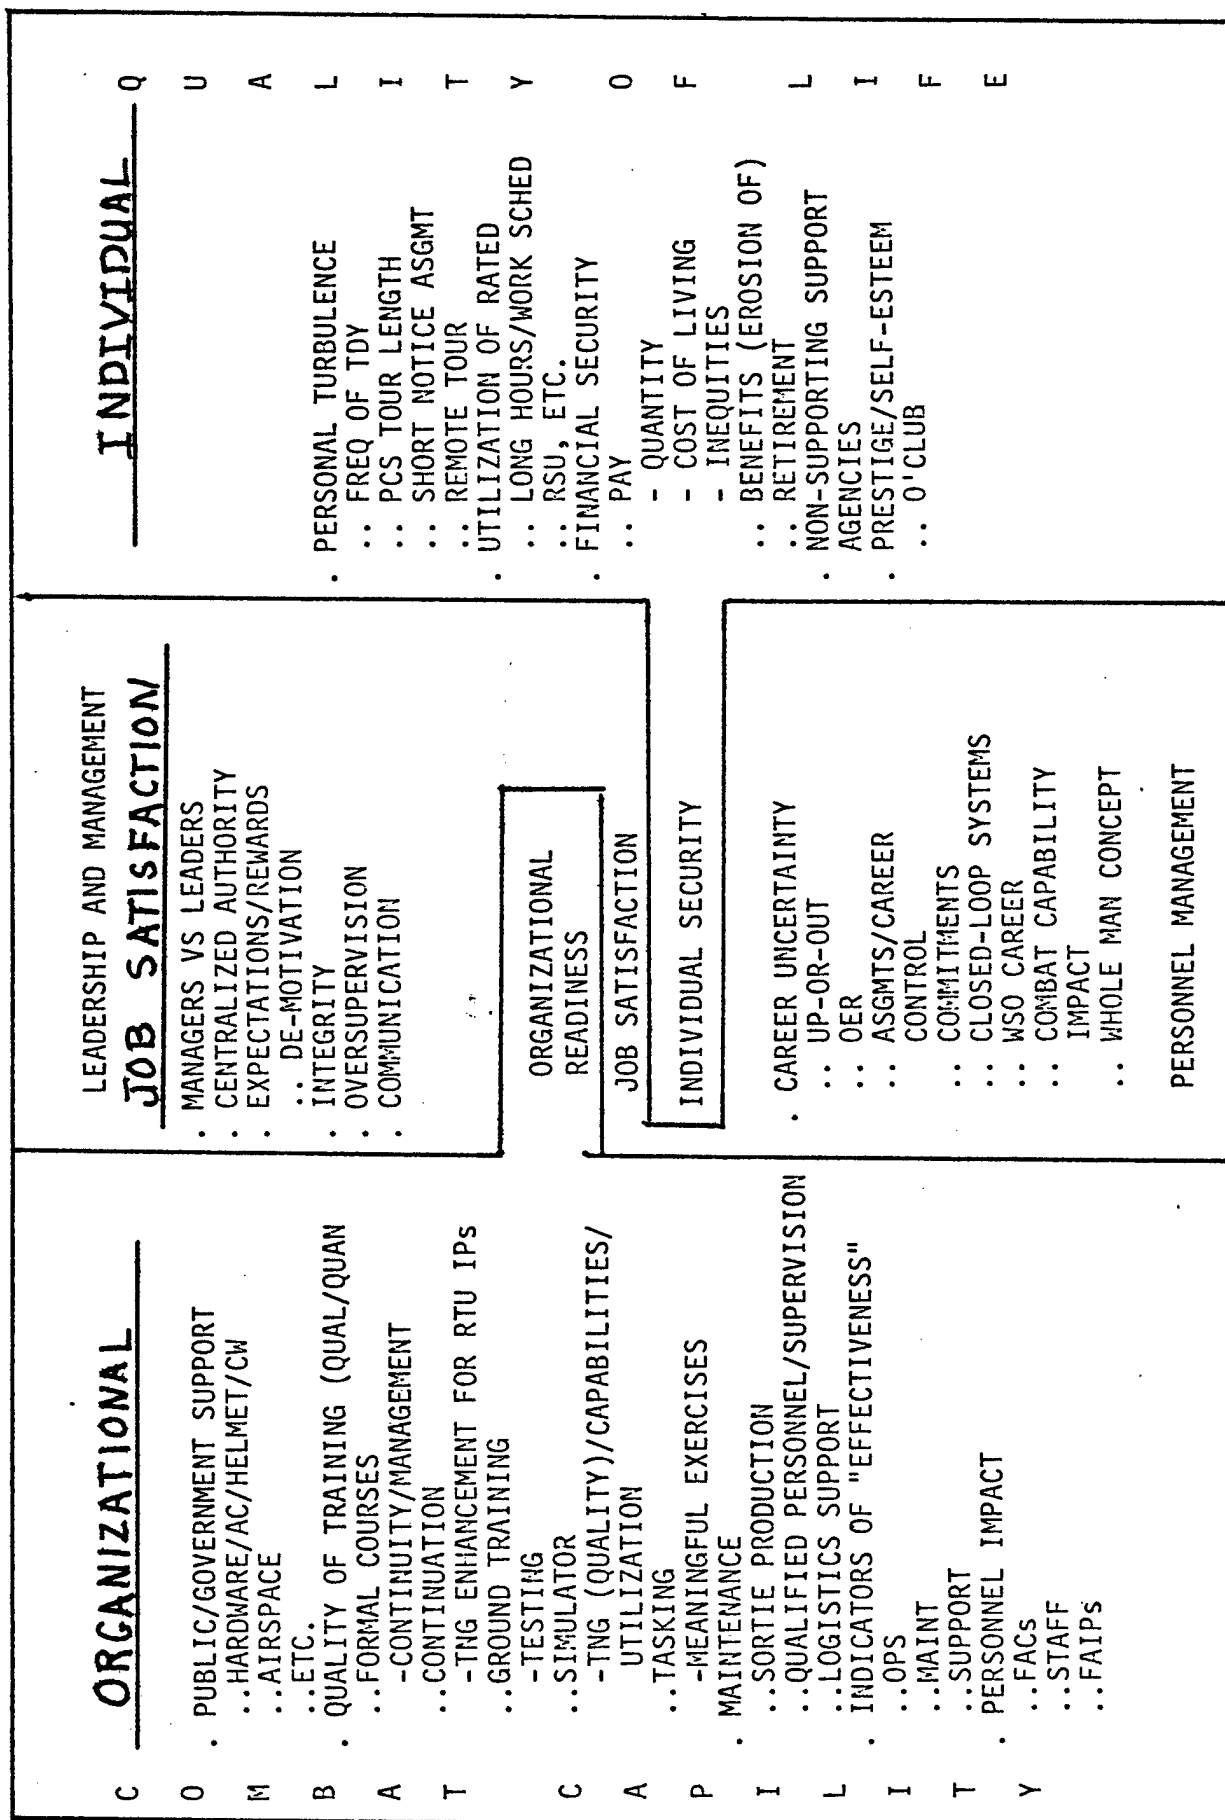 COMBAT CAPILITY
ORGANIZATIONAL
. PUBLIC/GOVERNMENT SUPPORT
..HARDWARE/AC/HELMET/CW
..AIRSPACE
..ETC.
. QUALITY OF TRAINING (QUAL/QUAN
..FORMAL COURSES
-CONTINUITY/MANAGEMENT
..CONTINUATION
-TNG ENHANCEMENT FOR RTU IPs
..GROUND TRAINING
-TESTING
..SIMULATOR
-TNG (QUALITY)/CAPABILITIES/
UTILIZATION
..TASKING
-MEANINGFUL EXERCISES
. MAINTENANCE
..SORTIE PRODUCTION
..QUALIFIED PERSONNEL/SUPERVISION
..LOGISTICS SUPPORT
. INDICATORS OF "EFFECTIVENESS"
..OPS
..MAINT
..SUPPORT
. PERSONNEL IMPACT
..FACs
..STAFF
..FAIPs
LEADERSHIP AND MANAGEMENT
JOB SATISFACTION
. MANAGERS VS LEADERS
. CENTRALIZED AUTHORITY
. EXPECTATIONS/REWARDS
.. DE-MOTIVATION
. INTEGRITY
. OVERSUPERVISION
. COMMUNICATION
ORGANIZATIONAL
READINESS
JOB SATISFACTION
INDIVIDUAL SECURITY
. CAREER UNCERTAINTY
.. UP-OR-OUT
.. OER
.. ASGMTS/CAREER
CONTROL
.. COMMITMENTS
.. CLOSED-LOOP SYSTEMS
.. WSO CAREER
.. COMBAT CAPABILITY
IMPACT
.. WHOLE MAN CONCEPT
PERSONNEL MANAGEMENT
INDIVIDUAL
. PERSONAL TURBULENCE
.. FREQ OF TDY
.. PCS TOUR LENGTH
.. SHORT NOTICE ASGMT
.. REMOTE TOUR
. UTILIZATION OF RATED
.. LONG HOURS/WORK SCHED
.. RSU, ETC.
. FINANCIAL SECURITY
.. PAY
- QUANTITY
- COST OF LIVING
- INEQUITIES
.. BENEFITS (EROSION OF)
.. RETIREMENT
. NON-SUPPORTING SUPPORT
AGENCIES
. PRESTIGE/SELF-ESTEEM
.. O'CLUB
QUALITY OF LIFE